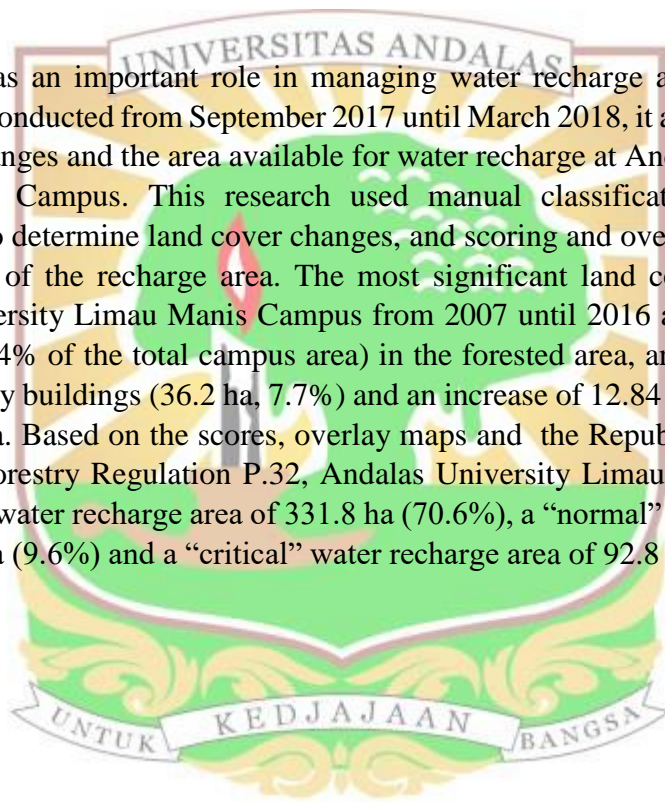 UNIVERSITAS ANDALAS
as an important role in managing water recharge a
onducted from September 2017 until March 2018, it a
nges and the area available for water recharge at An
Campus. This research used manual classificat
o determine land cover changes, and scoring and ove
of the recharge area. The most significant land c
ersity Limau Manis Campus from 2007 until 2016 a
4% of the total campus area) in the forested area, a
y buildings (36.2 ha, 7.7%) and an increase of 12.84
a. Based on the scores, overlay maps and the Repub
orestry Regulation P.32, Andalas University Limau
water recharge area of 331.8 ha (70.6%), a “normal”
a (9.6%) and a “critical” water recharge area of 92.8
UNTUK KEDJAJAAN BANGSA